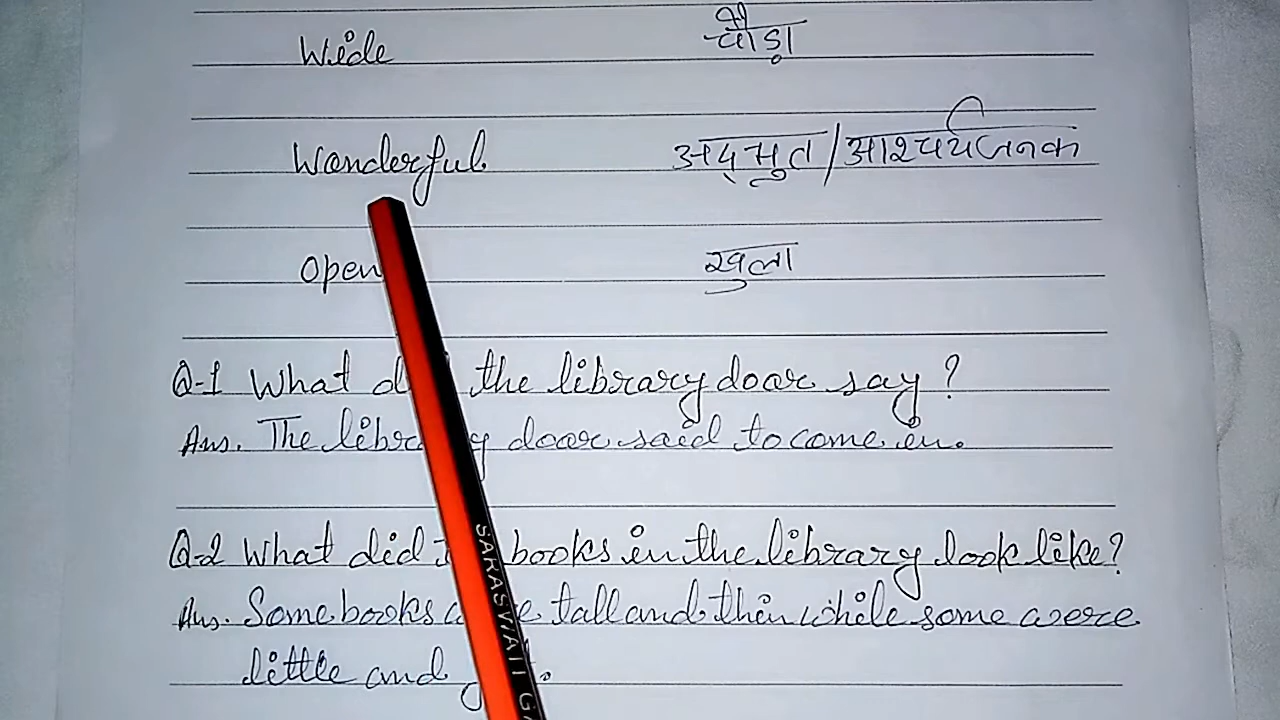 Wide चौड़ा
Wonderful अद्भुत/आश्चर्यजनक
Open खुला
Q-1 What the library door say ?
Ans. The library door said to come in.
Q-2 What did books in the library look like?
Ans. Some books tall and thin while some were
little and
SARASWATI